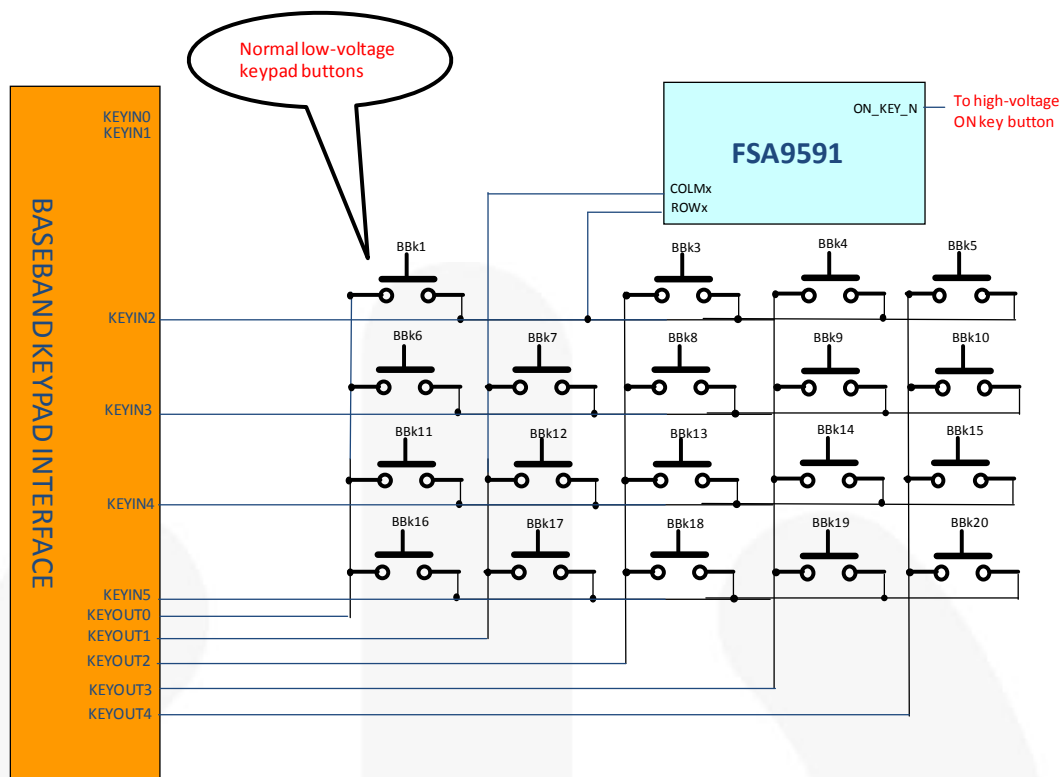 Normal low-voltage
keypad buttons
KEYIN0
KEYIN1
ON_KEY_N
To high-voltage
ON key button
FSA9591
COLMx
ROWx
BASEBAND KEYPAD INTERFACE
BBk1
BBk3
BBk4
BBk5
KEYIN2
BBk6
BBk7
BBk8
BBk9
BBk10
KEYIN3
BBk11
BBk12
BBk13
BBk14
BBk15
KEYIN4
BBk16
BBk17
BBk18
BBk19
BBk20
KEYIN5
KEYOUT0
KEYOUT1
KEYOUT2
KEYOUT3
KEYOUT4